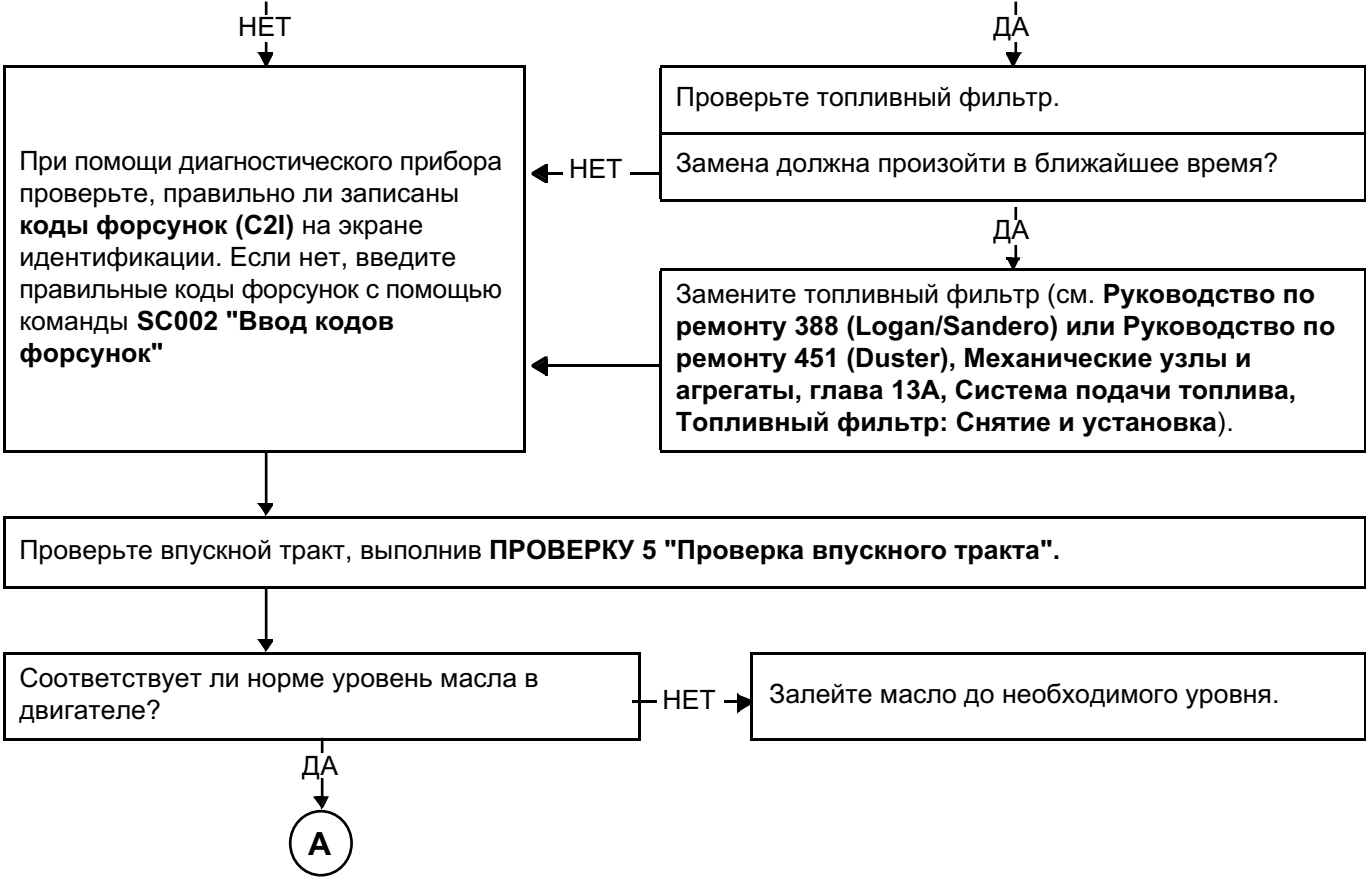 НЕТ
ДА
При помощи диагностического прибора
проверьте, правильно ли записаны
коды форсунок (C2I) на экране
идентификации. Если нет, введите
правильные коды форсунок с помощью
команды SC002 "Ввод кодов
форсунок"
Проверьте топливный фильтр.
НЕТ
Замена должна произойти в ближайшее время?
ДА
Замените топливный фильтр (см. Руководство по
ремонту 388 (Logan/Sandero) или Руководство по
ремонту 451 (Duster), Механические узлы и
агрегаты, глава 13A, Система подачи топлива,
Топливный фильтр: Снятие и установка).
Проверьте впускной тракт, выполнив ПРОВЕРКУ 5 "Проверка впускного тракта".
Соответствует ли норме уровень масла в
двигателе?
НЕТ
Залейте масло до необходимого уровня.
ДА
A